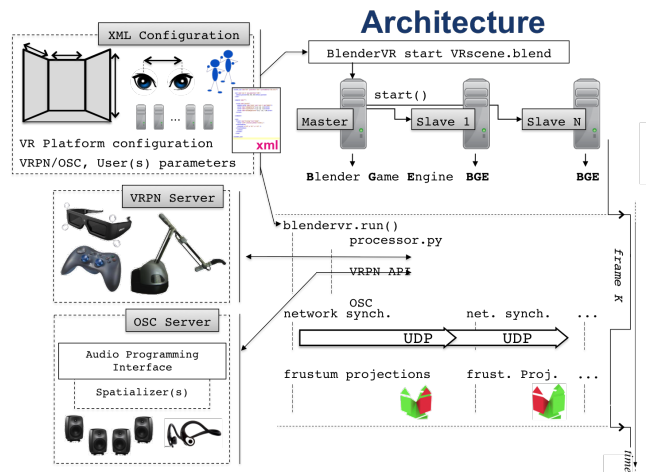 Architecture
XML Configuration
VR Platform configuration
VRPN/OSC, User(s) parameters
xml
BlenderVR start VRscene.blend
start()
Master
Slave 1
Slave N
Blender Game Engine
BGE
BGE
VRPN Server
blendervr.run()
processor.py
VRPN API
OSC
frame K
network synch.
net. synch.
...
UDP
UDP
OSC Server
Audio Programming
Interface
Spatializer(s)
frustum projections
frust. Proj.
...
time